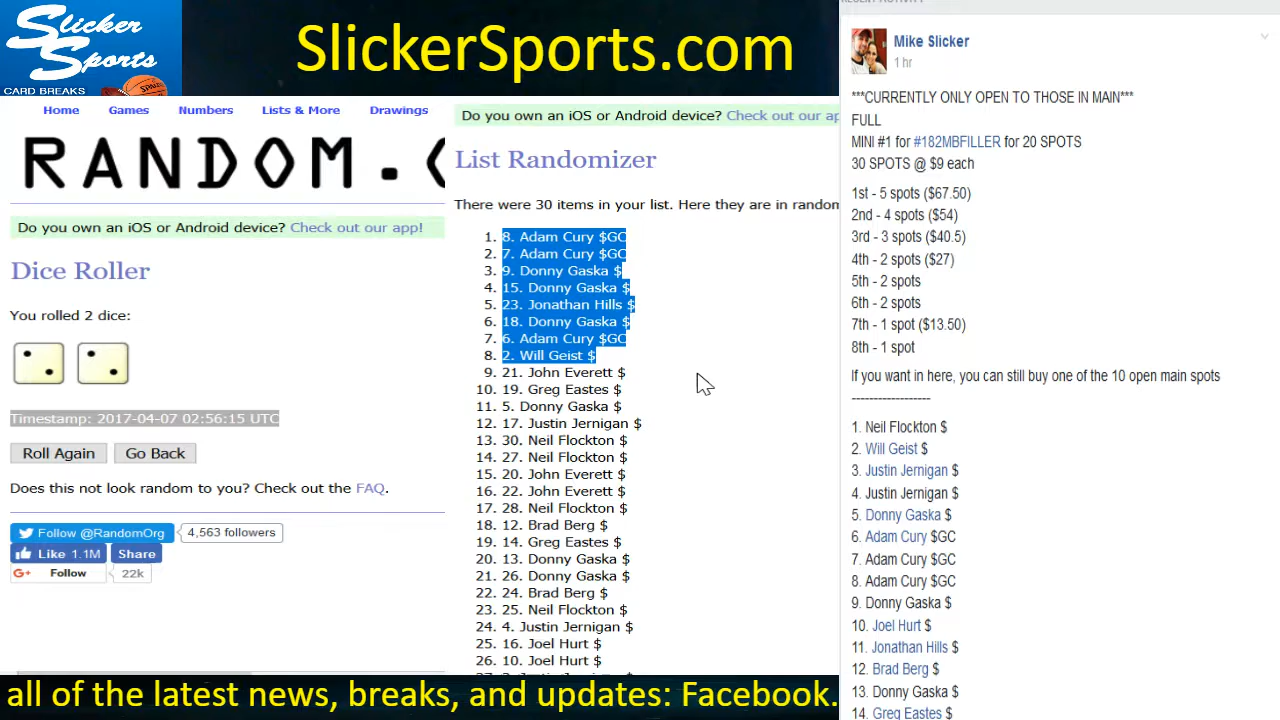 Slicker
Sports
CARD BREAKS
SPALDING
SlickerSports.com
Home Games Numbers Lists & More Drawings
RANDOM.
Do you own an iOS or Android device? Check out our app!
Dice Roller
You rolled 2 dice:
Timestamp: 2017-04-07 02:56:15 UTC
Roll Again Go Back
Does this not look random to you? Check out the FAQ.
Follow @RandomOrg 4,563 followers
Like 1.1M Share
G+ Follow 22k
Do you own an iOS or Android device? Check out our ap
List Randomizer
There were 30 items in your list. Here they are in random
1. 8. Adam Cury $GC
2. 7. Adam Cury $GC
3. 9. Donny Gaska $
4. 15. Donny Gaska $
5. 23. Jonathan Hills $
6. 18. Donny Gaska $
7. 6. Adam Cury $GC
8. 2. Will Geist $
9. 21. John Everett $
10. 19. Greg Eastes $
11. 5. Donny Gaska $
12. 17. Justin Jernigan $
13. 30. Neil Flockton $
14. 27. Neil Flockton $
15. 20. John Everett $
16. 22. John Everett $
17. 28. Neil Flockton $
18. 12. Brad Berg $
19. 14. Greg Eastes $
20. 13. Donny Gaska $
21. 26. Donny Gaska $
22. 24. Brad Berg $
23. 25. Neil Flockton $
24. 4. Justin Jernigan $
25. 16. Joel Hurt $
26. 10. Joel Hurt $
RECENT ACTIVITY
Mike Slicker
1 hr
***CURRENTLY ONLY OPEN TO THOSE IN MAIN***
FULL
MINI #1 for #182MBFILLER for 20 SPOTS
30 SPOTS @ $9 each
1st - 5 spots ($67.50)
2nd - 4 spots ($54)
3rd - 3 spots ($40.5)
4th - 2 spots ($27)
5th - 2 spots
6th - 2 spots
7th - 1 spot ($13.50)
8th - 1 spot
If you want in here, you can still buy one of the 10 open main spots
------------------
1. Neil Flockton $
2. Will Geist $
3. Justin Jernigan $
4. Justin Jernigan $
5. Donny Gaska $
6. Adam Cury $GC
7. Adam Cury $GC
8. Adam Cury $GC
9. Donny Gaska $
10. Joel Hurt $
11. Jonathan Hills $
12. Brad Berg $
13. Donny Gaska $
14. Greg Eastes $
all of the latest news, breaks, and updates: Facebook.